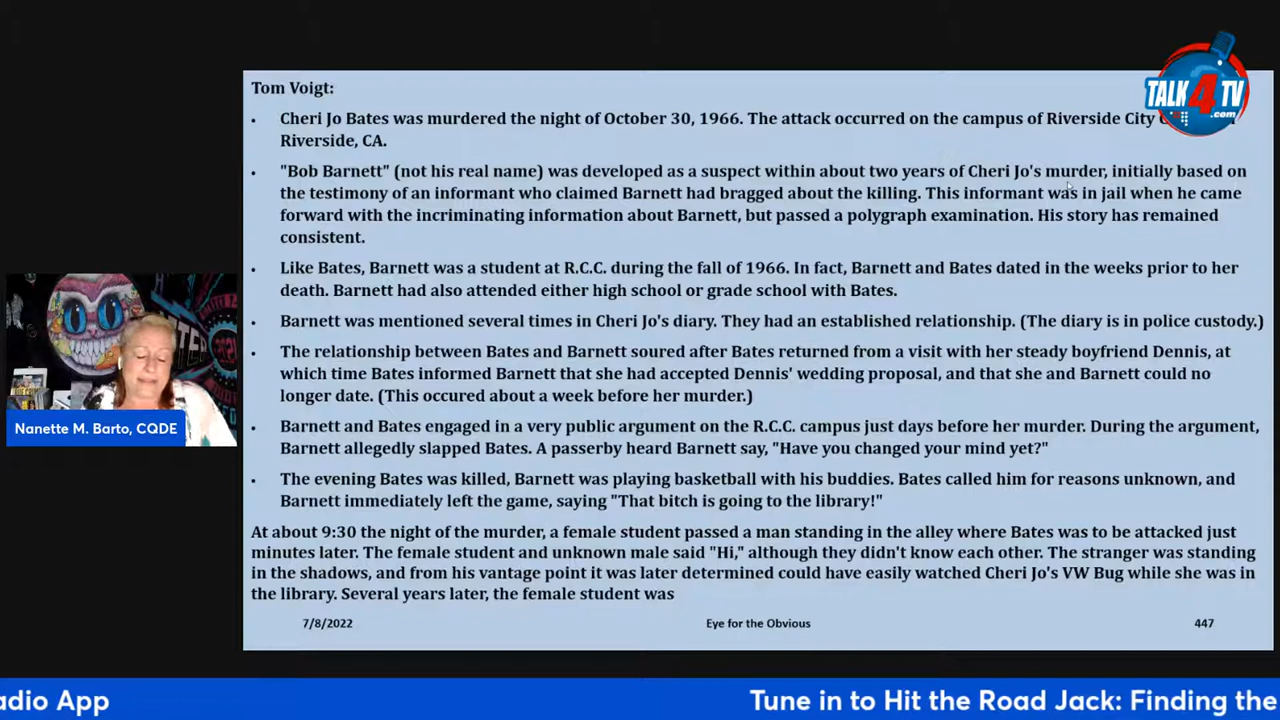 TALK 4 TV
.com
Tom Voigt:
• Cheri Jo Bates was murdered the night of October 30, 1966. The attack occurred on the campus of Riverside City
Riverside, CA.
• "Bob Barnett" (not his real name) was developed as a suspect within about two years of Cheri Jo's murder, initially based on
the testimony of an informant who claimed Barnett had bragged about the killing. This informant was in jail when he came
forward with the incriminating information about Barnett, but passed a polygraph examination. His story has remained
consistent.
• Like Bates, Barnett was a student at R.C.C. during the fall of 1966. In fact, Barnett and Bates dated in the weeks prior to her
death. Barnett had also attended either high school or grade school with Bates.
• Barnett was mentioned several times in Cheri Jo's diary. They had an established relationship. (The diary is in police custody.)
• The relationship between Bates and Barnett soured after Bates returned from a visit with her steady boyfriend Dennis, at
which time Bates informed Barnett that she had accepted Dennis' wedding proposal, and that she and Barnett could no
longer date. (This occured about a week before her murder.)
• Barnett and Bates engaged in a very public argument on the R.C.C. campus just days before her murder. During the argument,
Barnett allegedly slapped Bates. A passerby heard Barnett say, "Have you changed your mind yet?"
• The evening Bates was killed, Barnett was playing basketball with his buddies. Bates called him for reasons unknown, and
Barnett immediately left the game, saying "That bitch is going to the library!"
At about 9:30 the night of the murder, a female student passed a man standing in the alley where Bates was to be attacked just
minutes later. The female student and unknown male said "Hi," although they didn't know each other. The stranger was standing
in the shadows, and from his vantage point it was later determined could have easily watched Cheri Jo's VW Bug while she was in
the library. Several years later, the female student was
7/8/2022 Eye for the Obvious 447
Nanette M. Barto, CQDE
adio App Tune in to Hit the Road Jack: Finding the